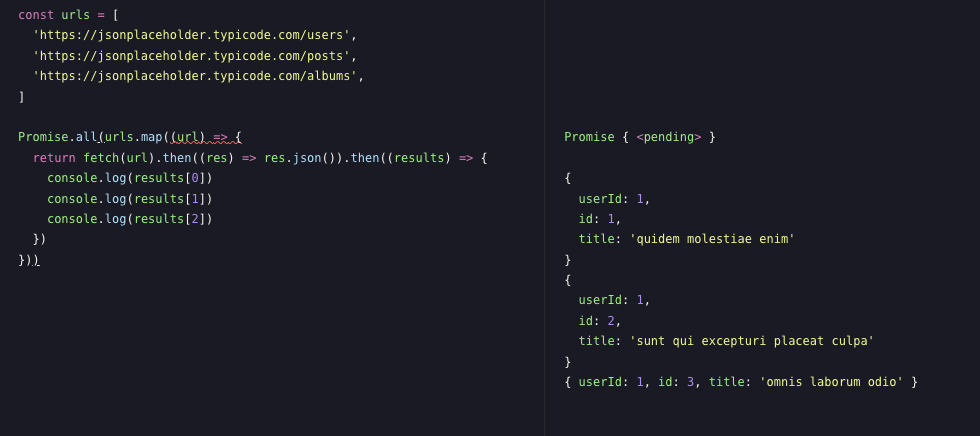 const urls = [
  'https://jsonplaceholder.typicode.com/users',
  'https://jsonplaceholder.typicode.com/posts',
  'https://jsonplaceholder.typicode.com/albums',
]
Promise.all(urls.map((url) => {
  return fetch(url).then((res) => res.json()).then((results) => {
    console.log(results[0])
    console.log(results[1])
    console.log(results[2])
  })
}))
Promise { <pending> }
{
  userId: 1,
  id: 1,
  title: 'quidem molestiae enim'
}
{
  userId: 1,
  id: 2,
  title: 'sunt qui excepturi placeat culpa'
}
{ userId: 1, id: 3, title: 'omnis laborum odio' }